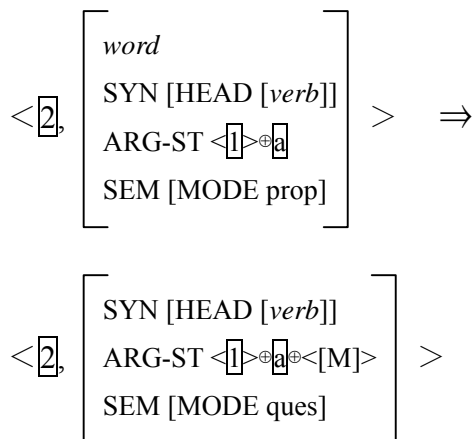 word
SYN [HEAD [verb]]
<2, ARG-ST <1>⊕a > ⇒
SEM [MODE prop]
SYN [HEAD [verb]]
<2, ARG-ST <1>⊕a⊕<[M]> >
SEM [MODE ques]